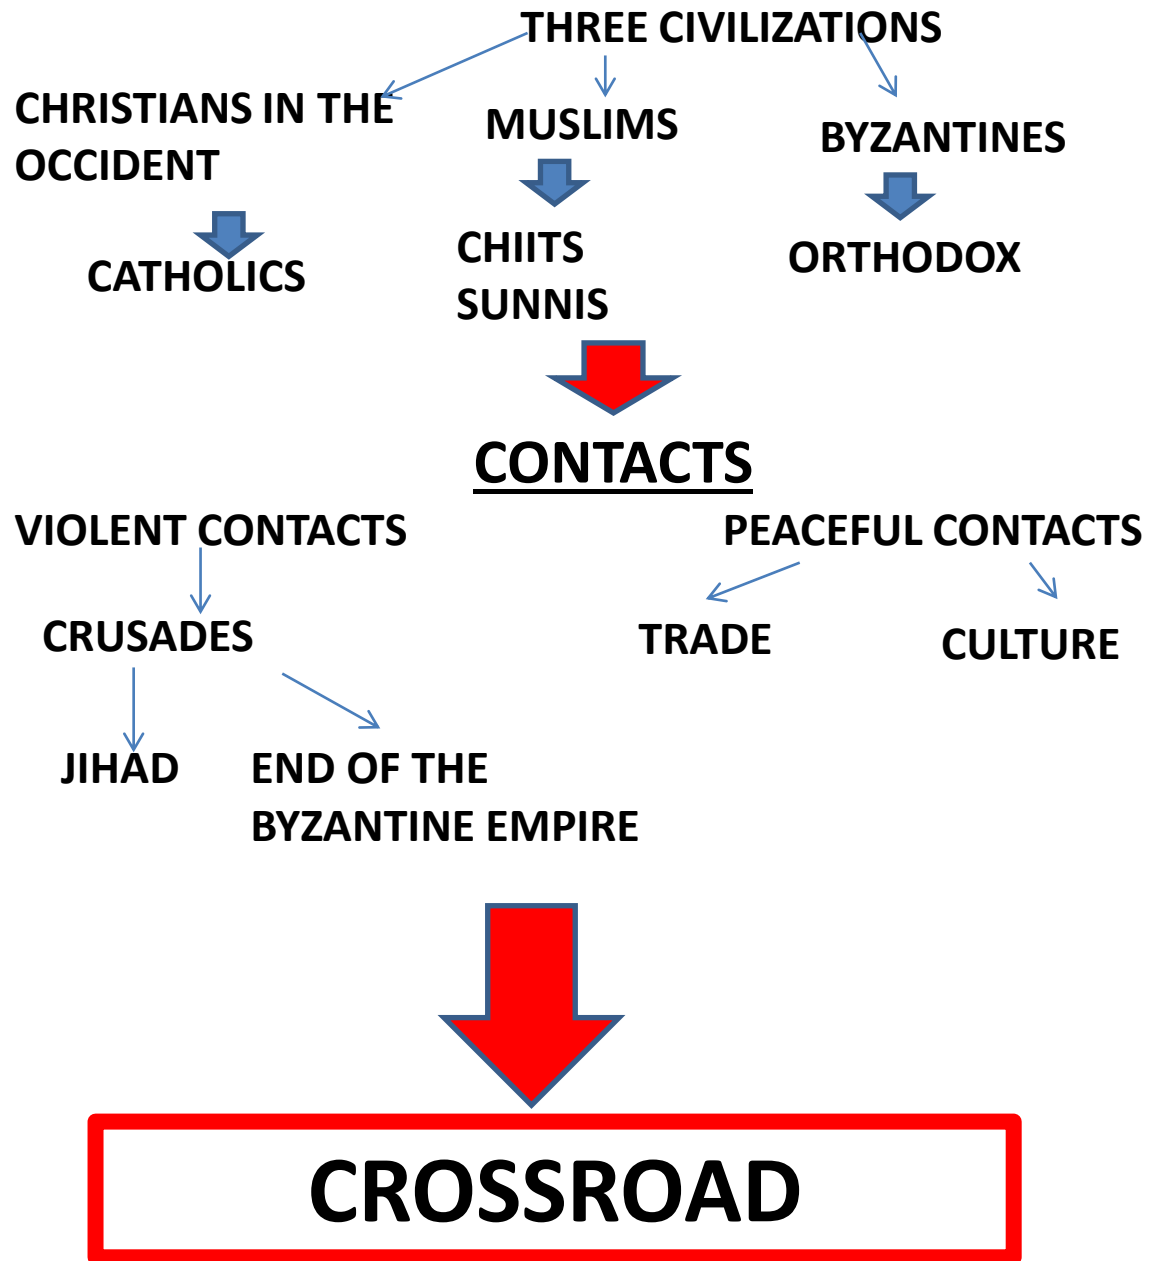 THREE CIVILIZATIONS
CHRISTIANS IN THE
OCCIDENT
MUSLIMS
BYZANTINES
CATHOLICS
CHIITS
SUNNIS
ORTHODOX
CONTACTS
VIOLENT CONTACTS
PEACEFUL CONTACTS
CRUSADES
TRADE
CULTURE
JIHAD
END OF THE
BYZANTINE EMPIRE
CROSSROAD